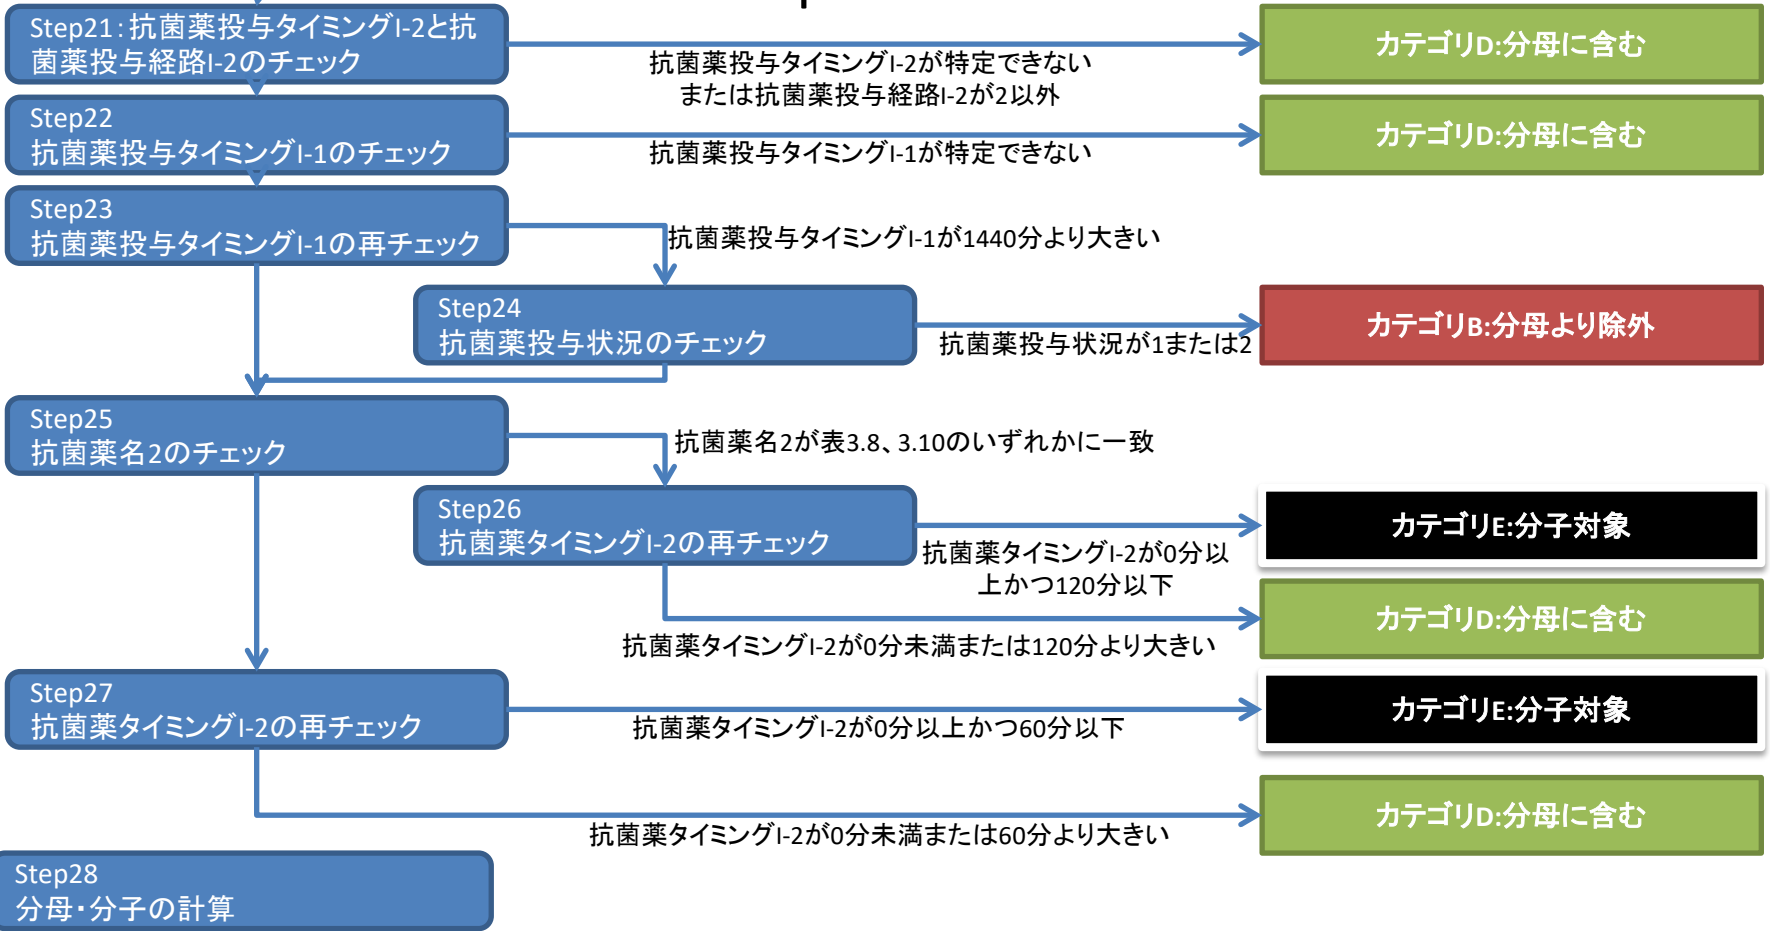 Step21:抗菌薬投与タイミングI-2と抗
菌薬投与経路I-2のチェック
抗菌薬投与タイミングI-2が特定できない
または抗菌薬投与経路I-2が2以外
カテゴリD:分母に含む
Step22
抗菌薬投与タイミングI-1のチェック
抗菌薬投与タイミングI-1が特定できない
カテゴリD:分母に含む
Step23
抗菌薬投与タイミングI-1の再チェック
抗菌薬投与タイミングI-1が1440分より大きい
Step24
抗菌薬投与状況のチェック
抗菌薬投与状況が1または2
カテゴリB:分母より除外
Step25
抗菌薬名2のチェック
抗菌薬名2が表3.8、3.10のいずれかに一致
Step26
抗菌薬タイミングI-2の再チェック
抗菌薬タイミングI-2が0分以
上かつ120分以下
カテゴリE:分子対象
抗菌薬タイミングI-2が0分未満または120分より大きい
カテゴリD:分母に含む
Step27
抗菌薬タイミングI-2の再チェック
抗菌薬タイミングI-2が0分以上かつ60分以下
カテゴリE:分子対象
抗菌薬タイミングI-2が0分未満または60分より大きい
カテゴリD:分母に含む
Step28
分母・分子の計算